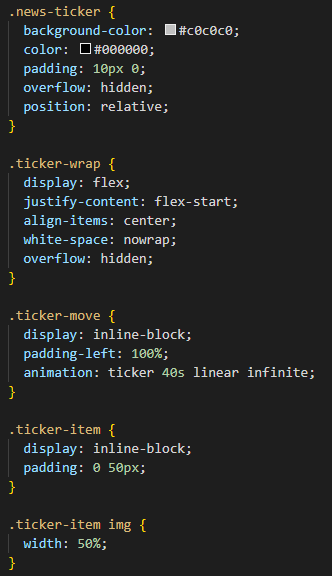 .news-ticker {
  background-color: #c0c0c0;
  color: #000000;
  padding: 10px 0;
  overflow: hidden;
  position: relative;
}

.ticker-wrap {
  display: flex;
  justify-content: flex-start;
  align-items: center;
  white-space: nowrap;
  overflow: hidden;
}

.ticker-move {
  display: inline-block;
  padding-left: 100%;
  animation: ticker 40s linear infinite;
}

.ticker-item {
  display: inline-block;
  padding: 0 50px;
}

.ticker-item img {
  width: 50%;
}